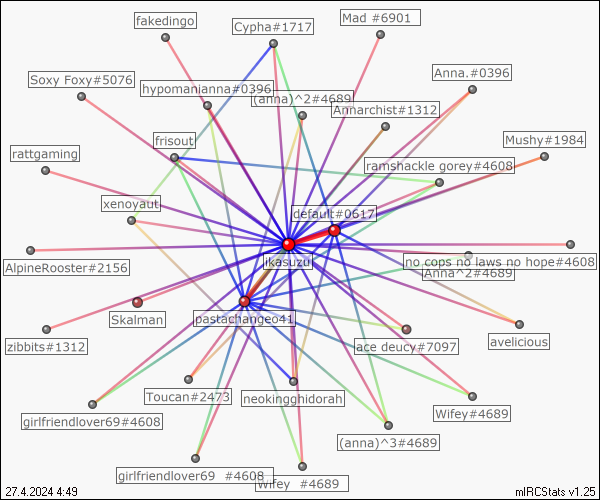 fakedingo
Cypha#1717
Mad #6901
Soxy Foxy#5076
hypomanianna#0396
(anna)^2#4689
Anna.#0396
Annarchist#1312
frisout
Mushy#1984
rattgaming
ramshackle gorey#4608
xenoyaut
default#0617
ikasuzu
no cops no laws no hope#4608
AlpineRooster#2156
Anna^2#4689
Skalman
pastachangeo41
zibbits#1312
ace deucy#7097
avelicious
Toucan#2473
neokingghidorah
Wifey#4689
girlfriendlover69#4608
(anna)^3#4689
girlfriendlover69 #4608
Wifey #4689
27.4.2024 4:49
mIRCStats v1.25